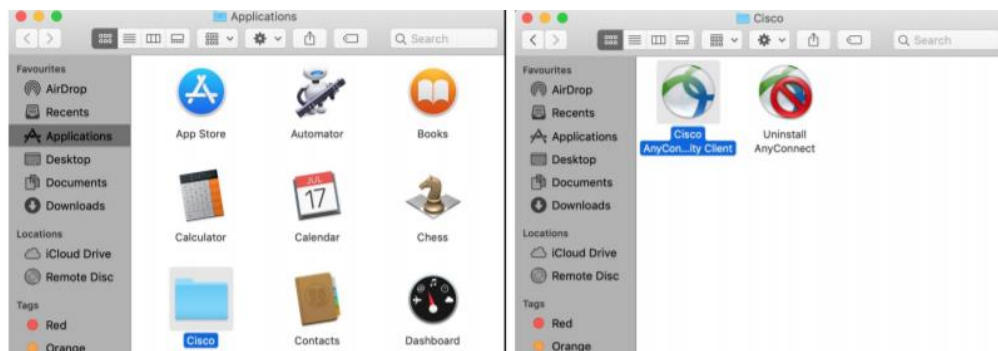 Applications
Search
Favourites
AirDrop
Recents
Applications
Desktop
Documents
Downloads
Locations
iCloud Drive
Remote Disc
Tags
Red
Orange
App Store
Automator
Books
JUL
17
Calculator
Calendar
Chess
Cisco
Contacts
Dashboard
Cisco
Search
Favourites
AirDrop
Recents
Applications
Desktop
Documents
Downloads
Locations
iCloud Drive
Remote Disc
Tags
Red
Orange
Cisco
AnyCon...ity Client
Uninstall
AnyConnect